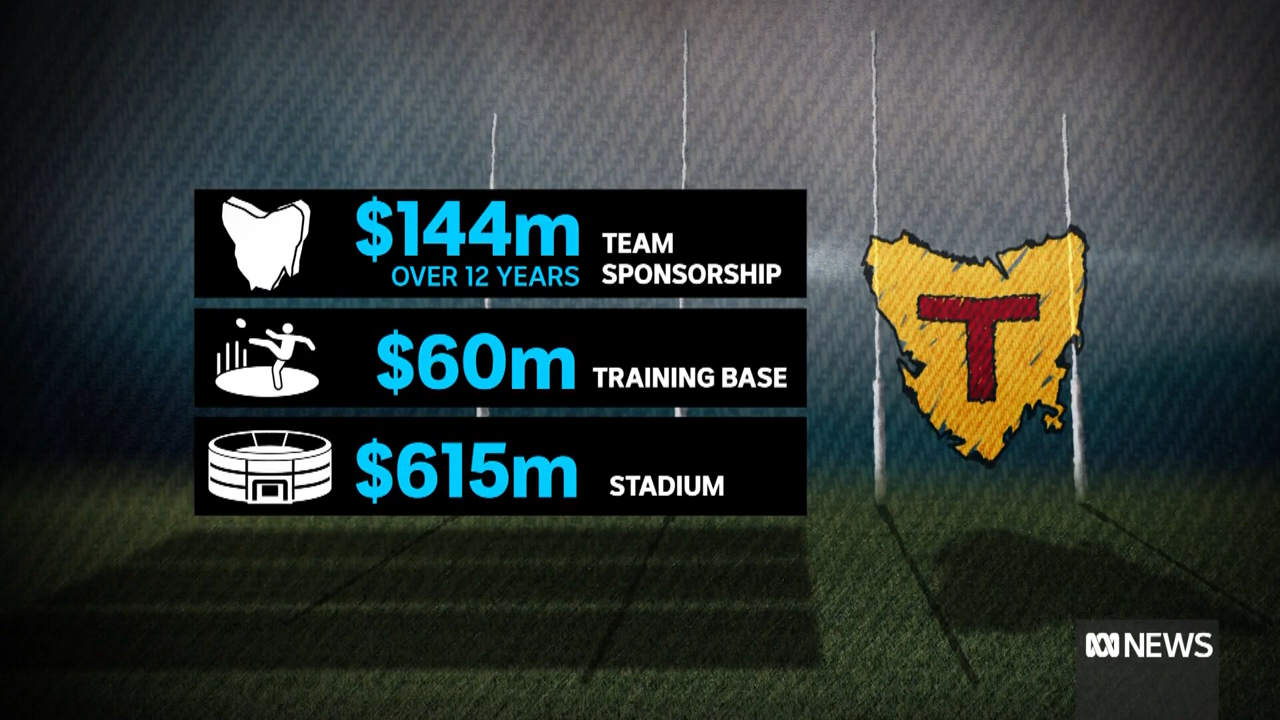 $144m
OVER 12 YEARS
TEAM
SPONSORSHIP
$60m TRAINING BASE
$615m STADIUM
T
NEWS